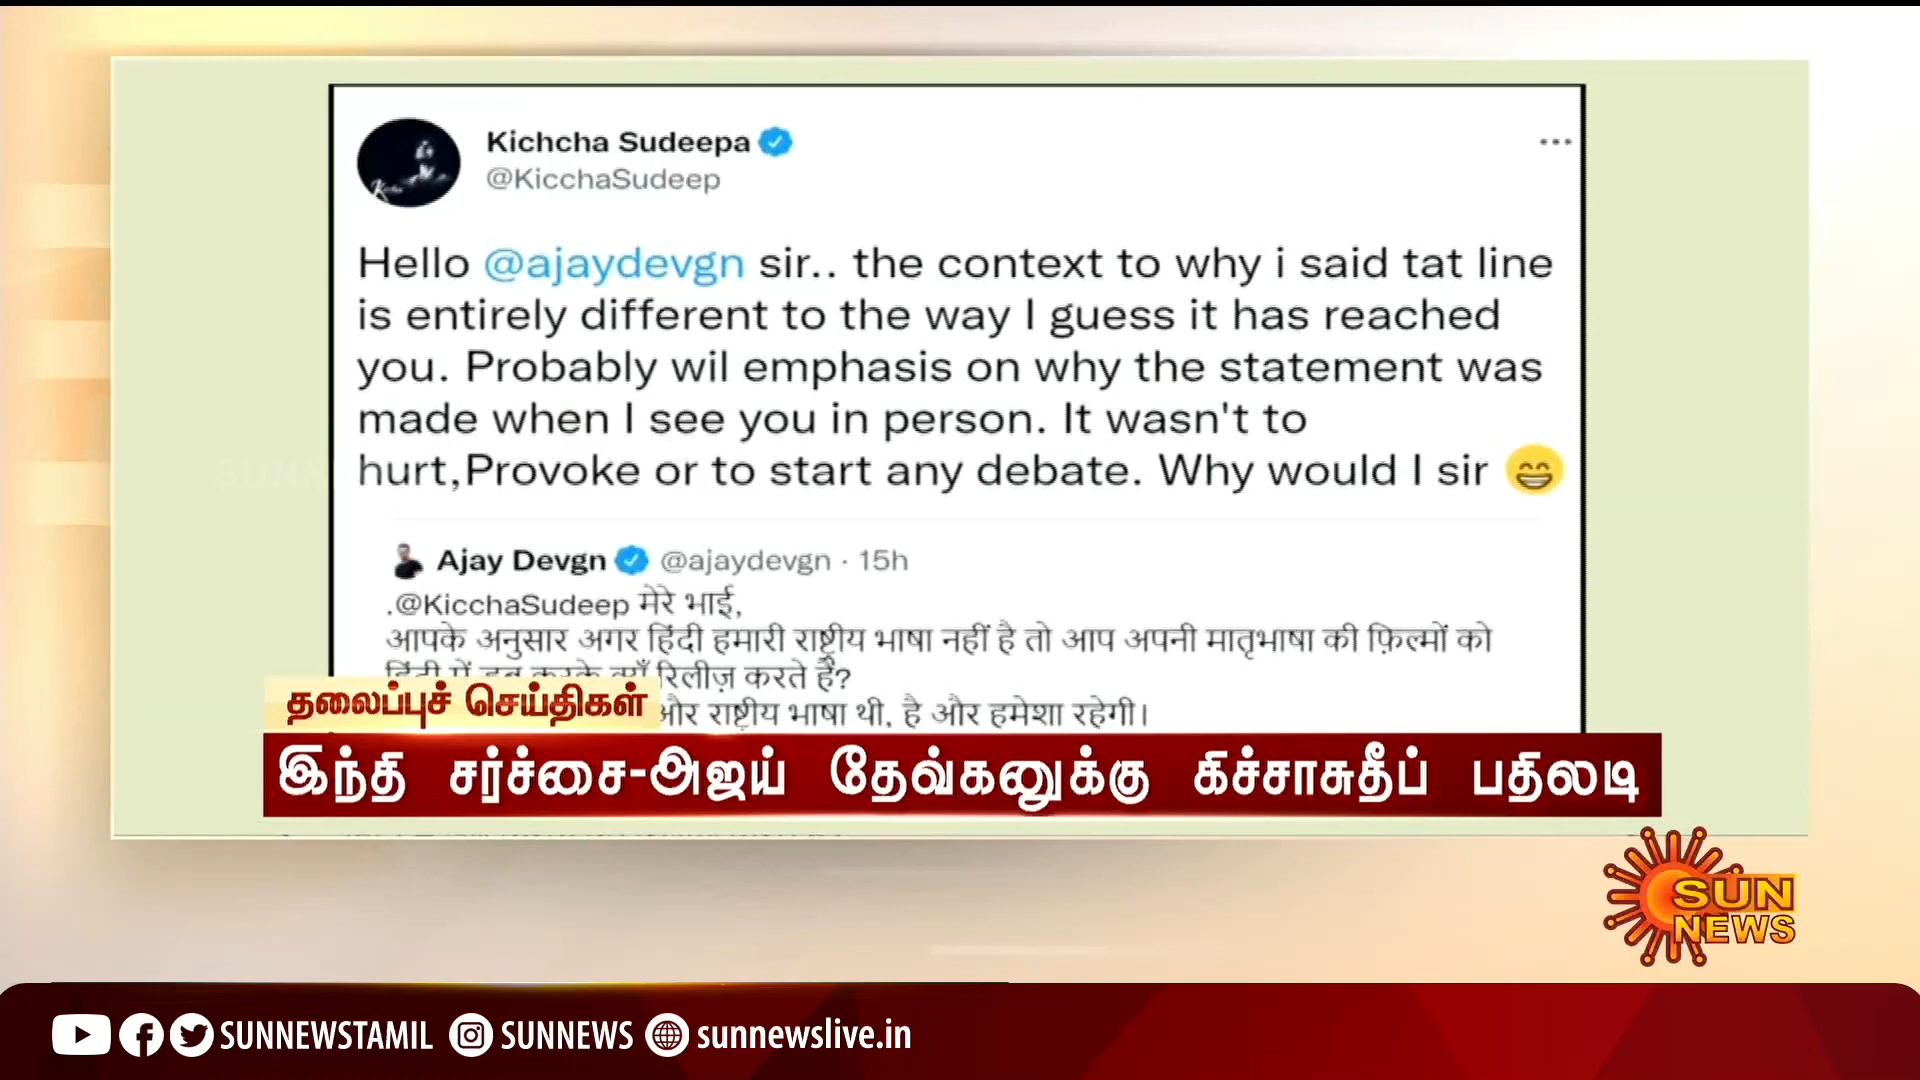 Kichcha Sudeepa
@KicchaSudeep
Hello @ajaydevgn sir.. the context to why i said tat line
is entirely different to the way I guess it has reached
you. Probably wil emphasis on why the statement was
made when I see you in person. It wasn't to
hurt,Provoke or to start any debate. Why would I sir 😄
Ajay Devgn @ajaydevgn · 15h
.@KicchaSudeep मेरे भाई,
आपके अनुसार अगर हिंदी हमारी राष्ट्रीय भाषा नहीं है तो आप अपनी मातृभाषा की फ़िल्मों को
रिलीज़ करते हैं?
और राष्ट्रीय भाषा थी, है और हमेशा रहेगी।
தலைப்புச் செய்திகள்
இந்தி சர்ச்சை-அஜய் தேவ்கனுக்கு கிச்சாசுதீப் பதிலடி
SUN
NEWS
SUNNEWSTAMIL SUNNEWS sunnewslive.in